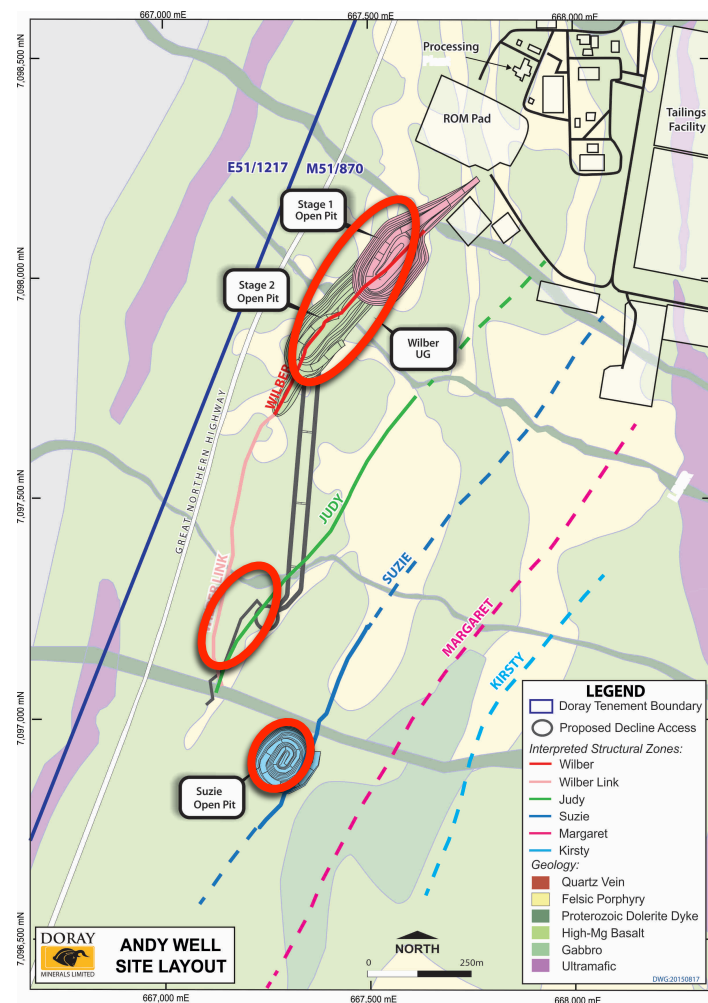 667,000 mE
667,500 mE
668,000 mE
7,098,500 mN
Processing
ROM Pad
Tailings
Facility
E51/1217
M51/870
Stage 1
Open Pit
7,098,000 mN
Stage 2
Open Pit
Wilber
UG
WILBER
GREAT NORTHERN HIGHWAY
7,097,500 mN
JUDY
SUZIE
LINK
MARGARET
KIRSTY
7,097,000 mN
Suzie
Open Pit
LEGEND
Doray Tenement Boundary
Proposed Decline Access
Interpreted Structural Zones:
Wilber
Wilber Link
Judy
Suzie
Margaret
Kirsty
Geology:
Quartz Vein
Felsic Porphyry
Proterozoic Dolerite Dyke
High-Mg Basalt
Gabbro
Ultramafic
DWG:20150817
7,096,500 mN
DORAY
MINERALS LIMITED
ANDY WELL
SITE LAYOUT
NORTH
0
250m
667,000 mE
667,500 mE
668,000 mE